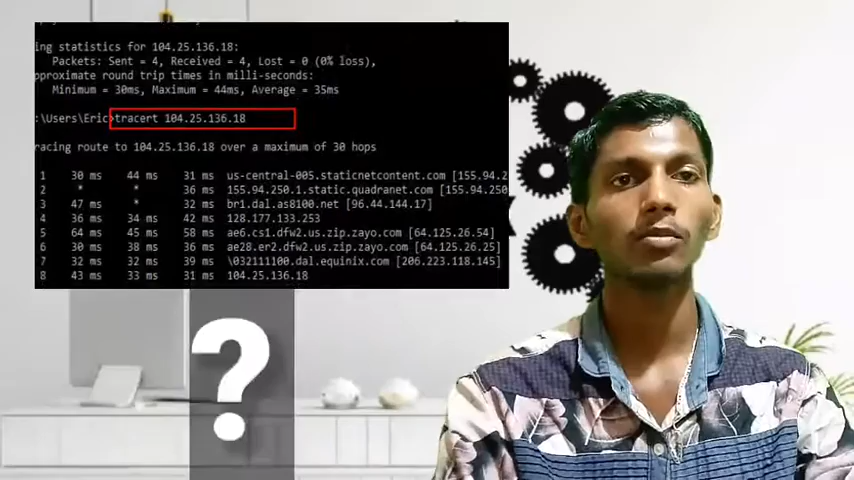 ing statistics for 104.25.136.18:
Packets: Sent = 4, Received = 4, Lost = 0 (0% loss),
pproximate round trip times in milli-seconds:
Minimum = 30ms, Maximum = 44ms, Average = 35ms
:\Users\Eric>tracert 104.25.136.18
racing route to 104.25.136.18 over a maximum of 30 hops
1 30 ms 44 ms 31 ms us-central-005.staticnetcontent.com [155.94.2
2 * * 36 ms 155.94.250.1.static.quadranet.com [155.94.250
3 47 ms * 32 ms br1.dal.as8100.net [96.44.144.17]
4 36 ms 34 ms 42 ms 128.177.133.253
5 64 ms 45 ms 58 ms ae6.cs1.dfw2.us.zip.zayo.com [64.125.26.54]
6 30 ms 38 ms 36 ms ae28.er2.dfw2.us.zip.zayo.com [64.125.26.25]
7 32 ms 32 ms 39 ms \032111100.dal.equinix.com [206.223.118.145]
8 43 ms 33 ms 31 ms 104.25.136.18
?